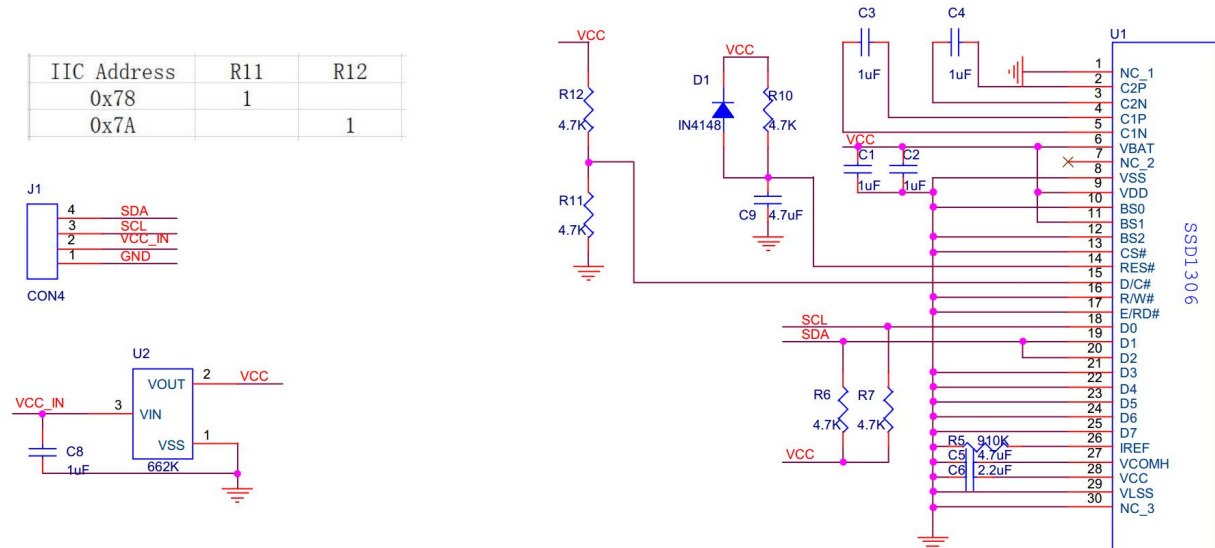 IIC Address R11 R12
0x78 1
0x7A 1
J1
4 SDA
3 SCL
2 VCC_IN
1 GND
CON4
U2
VOUT 2 VCC
VCC_IN 3 VIN
VSS 1
C8
1uF
662K
VCC
R12
4.7K
R11
4.7K
VCC
D1
IN4148
R10
4.7K
C9 4.7uF
C3
1uF
C4
1uF
VCC
C1
1uF
C2
1uF
SCL
SDA
R6
4.7K
R7
4.7K
VCC
R5 910K
C5 4.7uF
C6 2.2uF
U1
1 NC_1
2 C2P
3 C2N
4 C1P
5 C1N
6 VBAT
7 NC_2
8 VSS
9 VDD
10 BS0
11 BS1
12 BS2
13 CS#
14 RES#
15 D/C#
16 R/W#
17 E/RD#
18 D0
19 D1
20 D2
21 D3
22 D4
23 D5
24 D6
25 D7
26 IREF
27 VCOMH
28 VCC
29 VLSS
30 NC_3
SSD1306